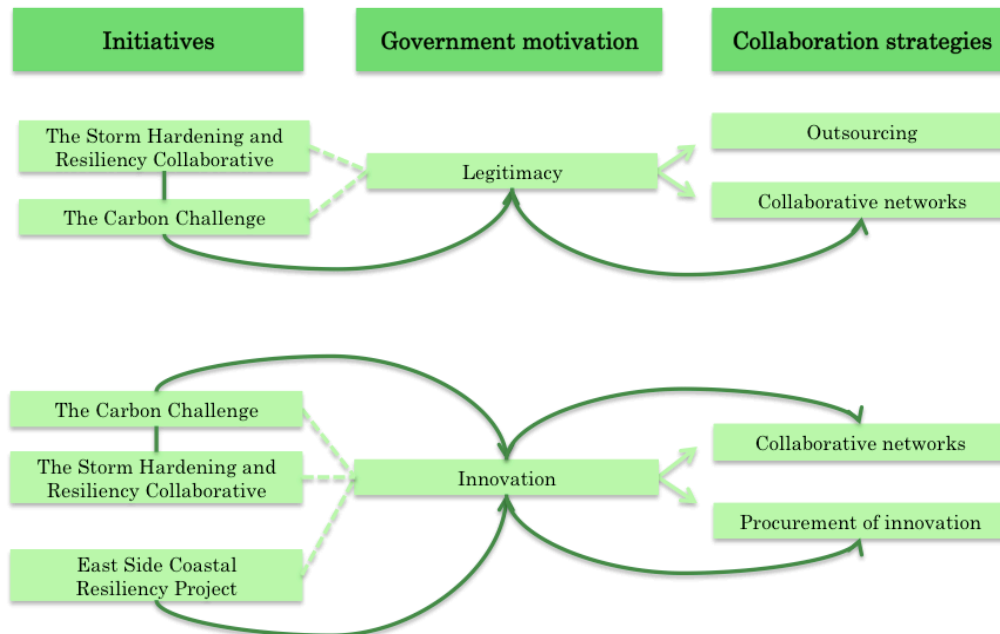 Initiatives
Government motivation
Collaboration strategies
The Storm Hardening and
Resiliency Collaborative
The Carbon Challenge
Legitimacy
Outsourcing
Collaborative networks
The Carbon Challenge
The Storm Hardening and
Resiliency Collaborative
East Side Coastal
Resiliency Project
Innovation
Collaborative networks
Procurement of innovation